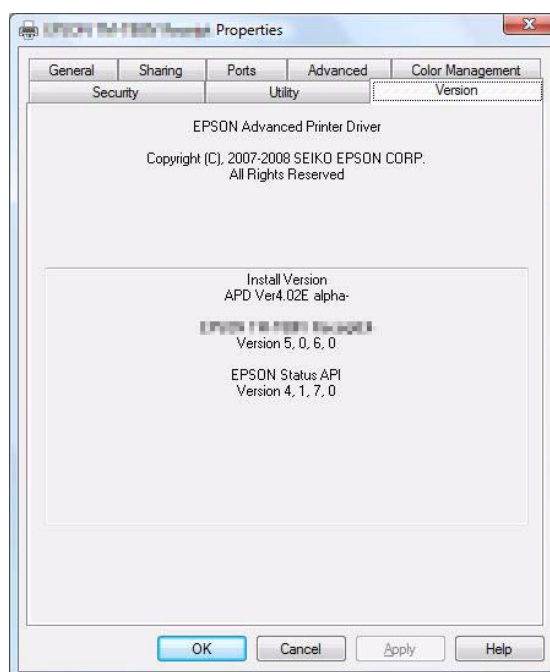 Properties
General Sharing Ports Advanced Color Management
Security Utility Version
EPSON Advanced Printer Driver
Copyright (C), 2007-2008 SEIKO EPSON CORP.
All Rights Reserved
Install Version
APD Ver4.02E alpha-
Version 5, 0, 6, 0
EPSON Status API
Version 4, 1, 7, 0
OK Cancel Apply Help